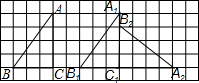 A A₁
B₂
B C B₁ C₁ A₂